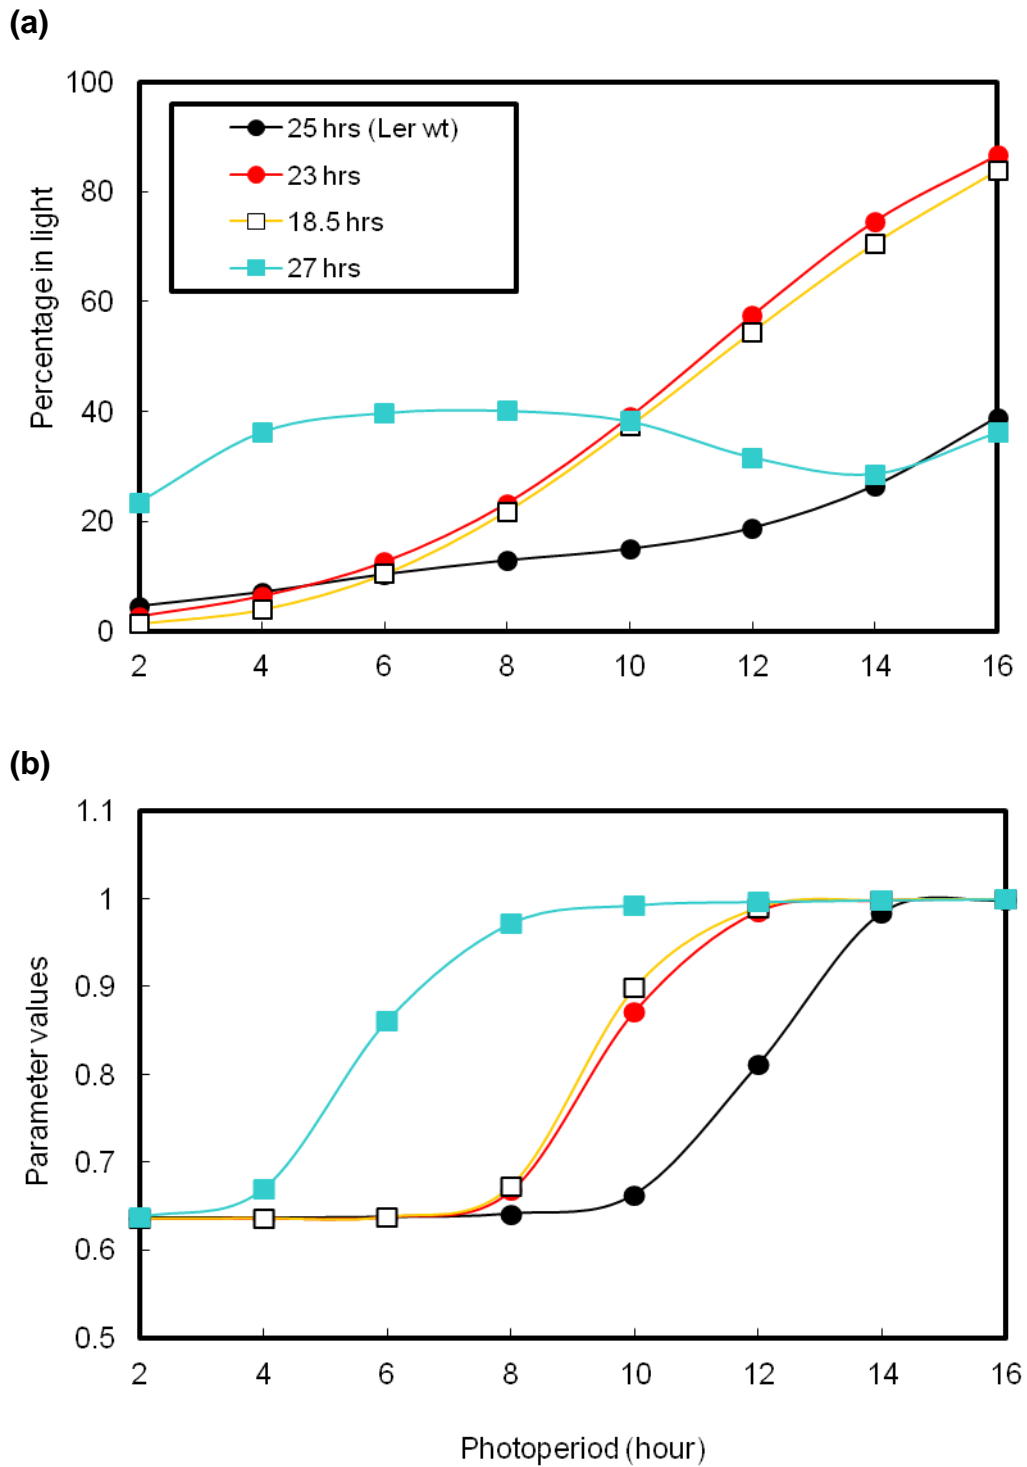 (a)
100
80
60
40
20
0
Percentage in light
25 hrs (Ler wt)
23 hrs
18.5 hrs
27 hrs
2 4 6 8 10 12 14 16
(b)
1.1
1
0.9
0.8
0.7
0.6
0.5
Parameter values
2 4 6 8 10 12 14 16
Photoperiod (hour)